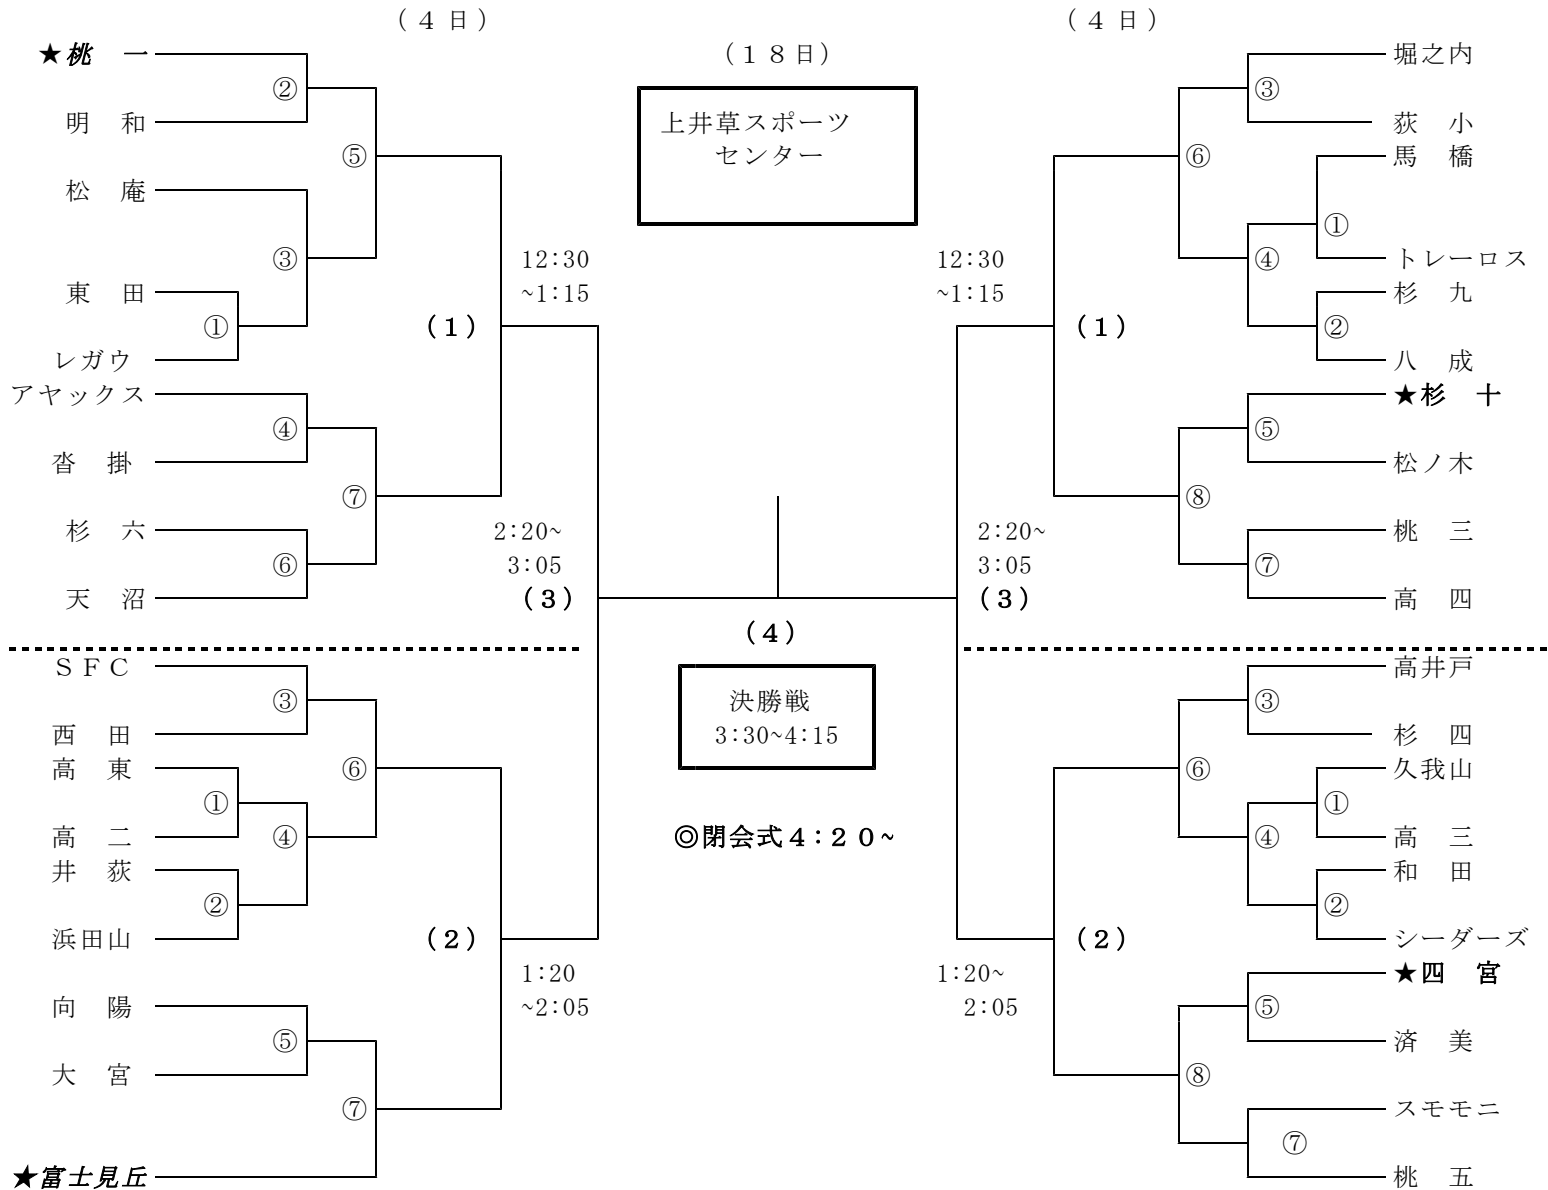 (４日)
(４日)
(１８日)
上井草スポーツ
センター
★桃 一
②
明 和
⑤
松 庵
③
東 田
①
レガウ
アヤックス
④
沓 掛
⑦
杉 六
⑥
天 沼
12:30
~1:15
(１)
2:20~
3:05
(３)
ＳＦＣ
③
西 田
高 東
⑥
①
高 二
④
井 荻
②
浜田山
(２)
1:20
~2:05
向 陽
⑤
大 宮
⑦
★富士見丘
(４)
決勝戦
3:30~4:15
◎閉会式４:２０~
堀之内
③
荻 小
馬 橋
⑥
①
④
トレーロス
杉 九
②
八 成
★杉 十
⑤
松ノ木
⑧
桃 三
⑦
高 四
12:30
~1:15
(１)
2:20~
3:05
(３)
高井戸
③
杉 四
久我山
⑥
①
高 三
④
和 田
②
シーダーズ
(２)
1:20~
2:05
★四 宮
⑤
済 美
⑧
スモモニ
⑦
桃 五